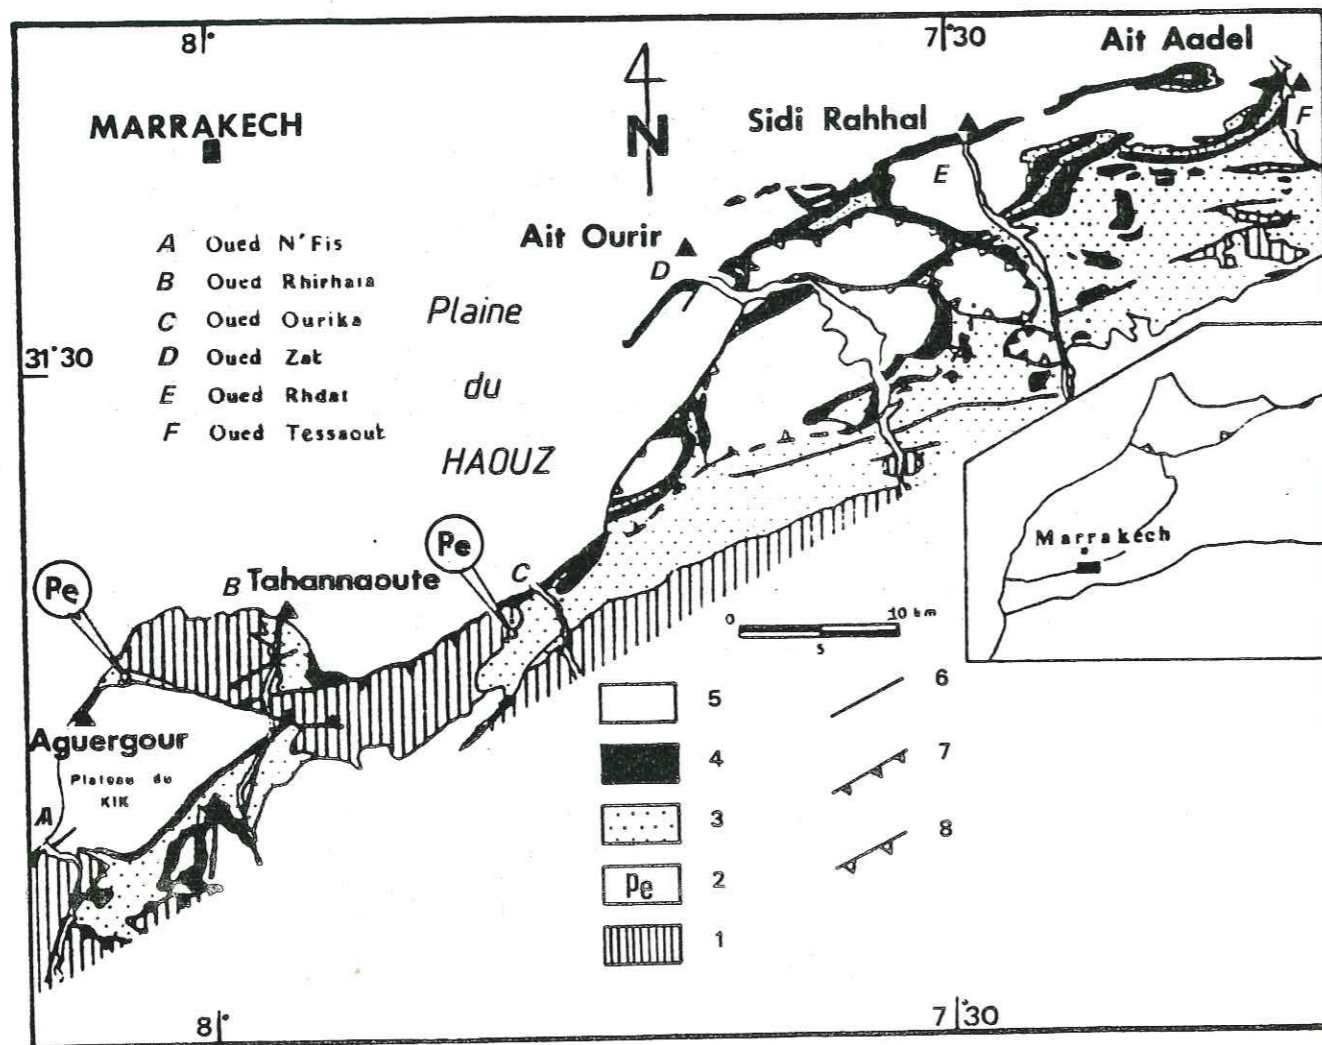 8°
7°30
Ait Aadel
MARRAKECH
N
Sidi Rahhal
F
E
A Oued N'Fis
B Oued Rhirhaia
C Oued Ourika
D Oued Zat
E Oued Rhdat
F Oued Tessaout
Ait Ourir
D
Plaine
du
HAOUZ
31°30
Marrakech
Pe
Pe
B Tahannaoute
C
0 10 km
5
Aguergour
Plateau du
KIK
A
5
4
3
Pe 2
1
6
7
8
8°
7°30